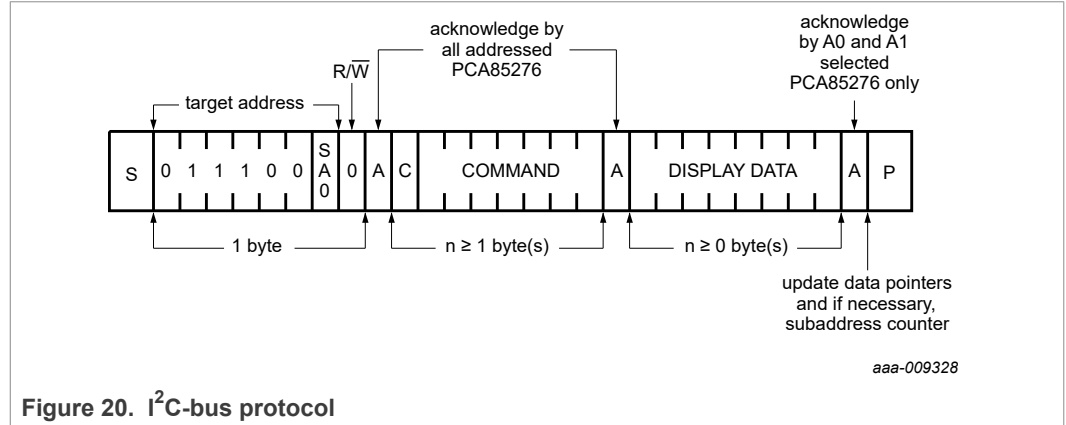 acknowledge by
all addressed
PCA85276
acknowledge
by A0 and A1
selected
PCA85276 only
R/W̅
target address
S 0 1 1 1 0 0 SA0 0 A C COMMAND A DISPLAY DATA A P
1 byte
n ≥ 1 byte(s)
n ≥ 0 byte(s)
update data pointers
and if necessary,
subaddress counter
aaa-009328
Figure 20. I²C-bus protocol